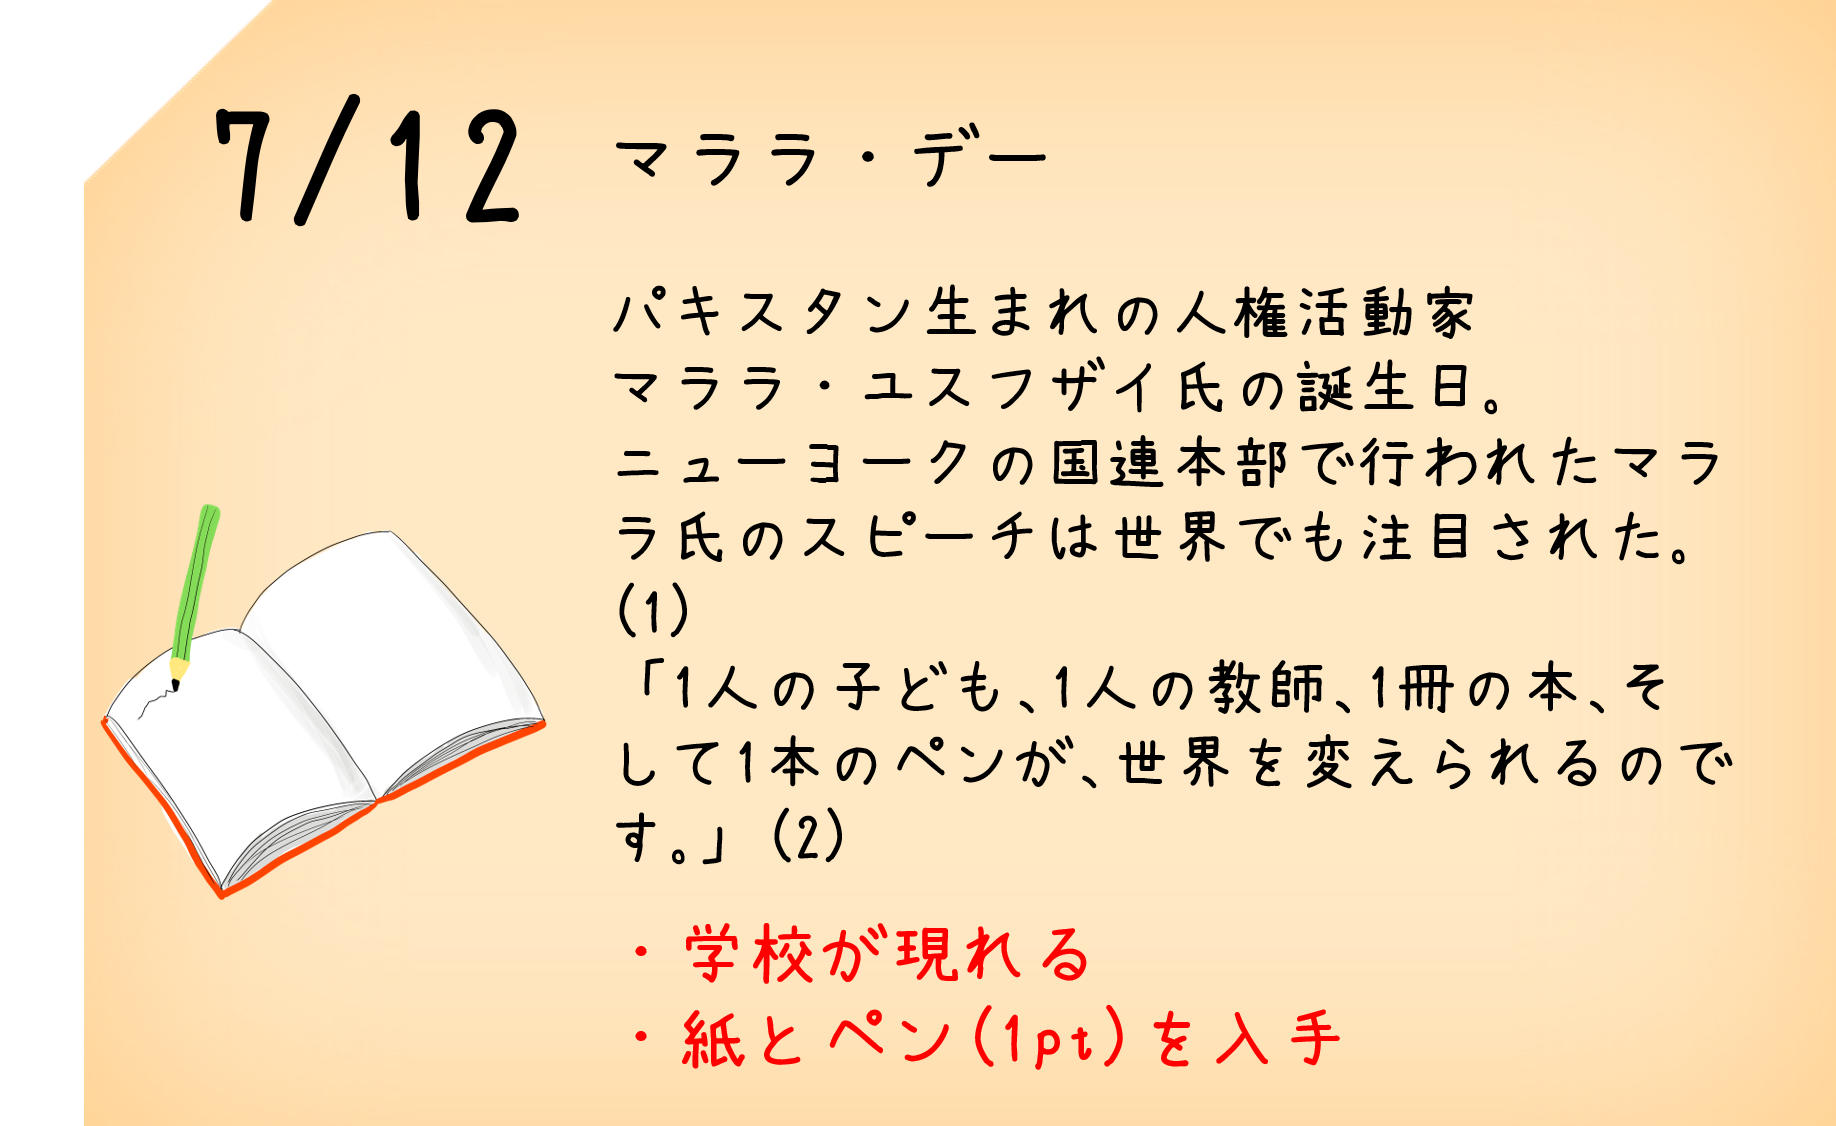 7/12 マララ・デー
パキスタン生まれの人権活動家
マララ・ユスフザイ氏の誕生日。
ニューヨークの国連本部で行われたマラ
ラ氏のスピーチは世界でも注目された。
(1)
「1人の子ども、1人の教師、1冊の本、そ
して1本のペンが、世界を変えられるので
す。」(2)
・学校が現れる
・紙とペン(1pt)を入手